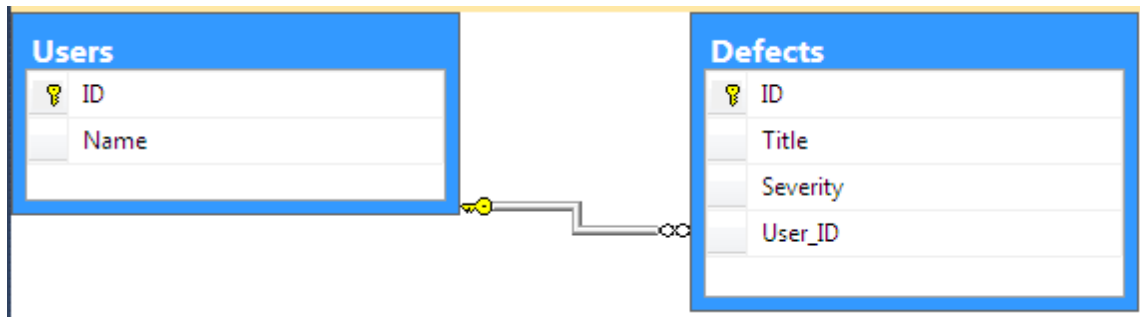 Users
ID
Name
Defects
ID
Title
Severity
User_ID